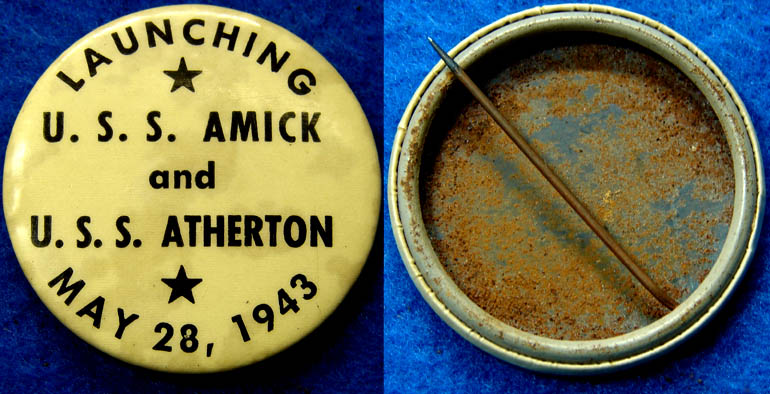 LAUNCHING
U. S. S. AMICK
and
U. S. S. ATHERTON
MAY 28, 1943